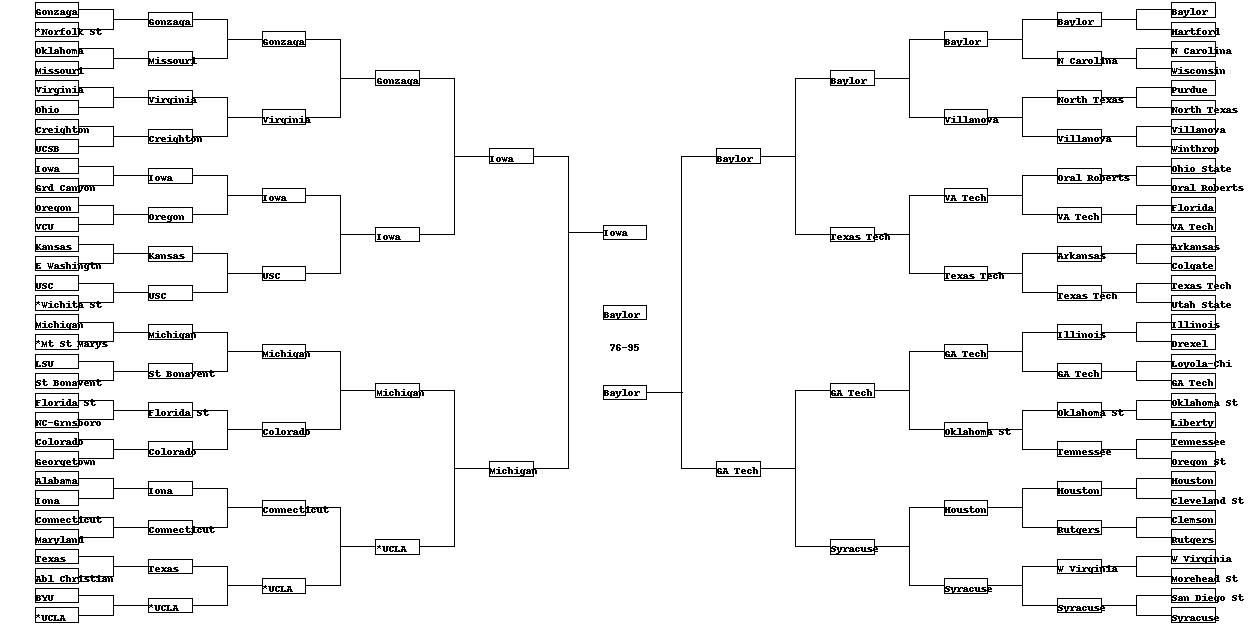 Gonzaga
*Norfolk St
Oklahoma
Missouri
Virginia
Ohio
Creighton
UCSB
Iowa
Grd Canyon
Oregon
VCU
Kansas
E Washingtn
USC
*Wichita St
Michigan
*Mt St Marys
LSU
St Bonavent
Florida St
NC-Grnsboro
Colorado
Georgetown
Alabama
Iona
Connecticut
Maryland
Texas
Abl Christian
BYU
*UCLA
Gonzaga
Missouri
Virginia
Creighton
Iowa
Oregon
Kansas
USC
Michigan
St Bonavent
Florida St
Colorado
Iona
Connecticut
Texas
*UCLA
Gonzaga
Virginia
Iowa
USC
Michigan
Colorado
Connecticut
*UCLA
Gonzaga
Iowa
Michigan
*UCLA
Iowa
Michigan
Iowa
Baylor
76-95
Baylor
Baylor
GA Tech
Baylor
Texas Tech
GA Tech
Syracuse
Baylor
Villanova
VA Tech
Texas Tech
GA Tech
Oklahoma St
Houston
Syracuse
Baylor
N Carolina
North Texas
Villanova
Oral Roberts
VA Tech
Arkansas
Texas Tech
Illinois
GA Tech
Oklahoma St
Tennessee
Houston
Rutgers
W Virginia
Syracuse
Baylor
Hartford
N Carolina
Wisconsin
Purdue
North Texas
Villanova
Winthrop
Ohio State
Oral Roberts
Florida
VA Tech
Arkansas
Colgate
Texas Tech
Utah State
Illinois
Drexel
Loyola-Chi
GA Tech
Oklahoma St
Liberty
Tennessee
Oregon St
Houston
Cleveland St
Clemson
Rutgers
W Virginia
Morehead St
San Diego St
Syracuse